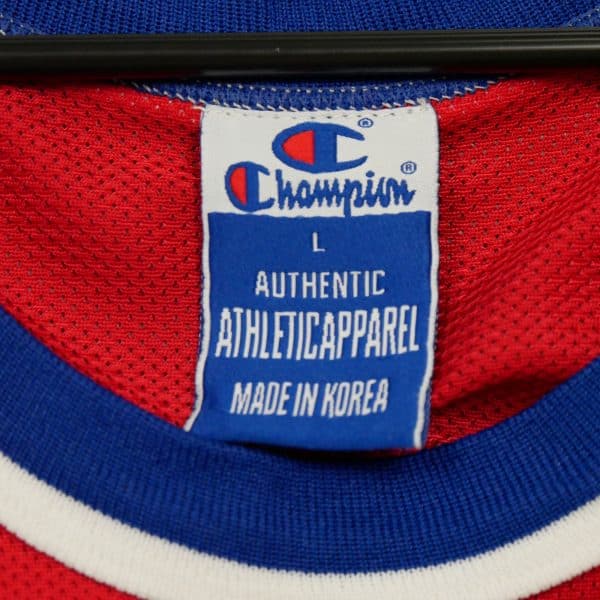 Champion
L
AUTHENTIC
ATHLETICAPPAREL
MADE IN KOREA